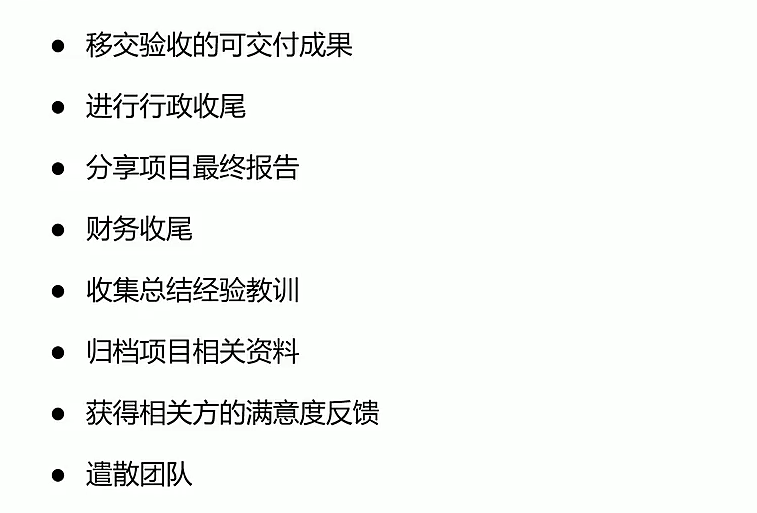 ● 移交验收的可交付成果
● 进行行政收尾
● 分享项目最终报告
● 财务收尾
● 收集总结经验教训
● 归档项目相关资料
● 获得相关方的满意度反馈
● 遣散团队